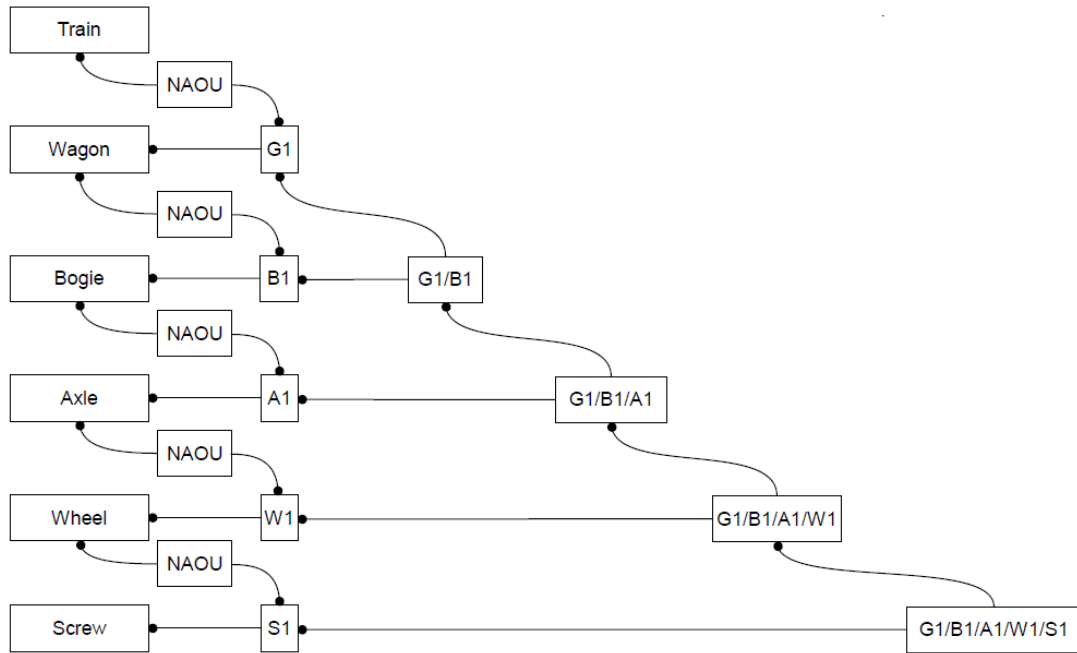 Train
NAOU
Wagon
G1
NAOU
Bogie
B1
G1/B1
NAOU
Axle
A1
G1/B1/A1
NAOU
Wheel
W1
G1/B1/A1/W1
NAOU
Screw
S1
G1/B1/A1/W1/S1